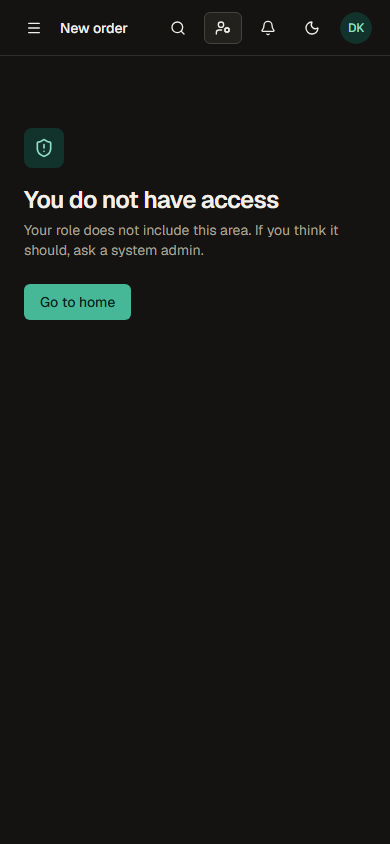 New order
DK
You do not have access
Your role does not include this area. If you think it
should, ask a system admin.
Go to home